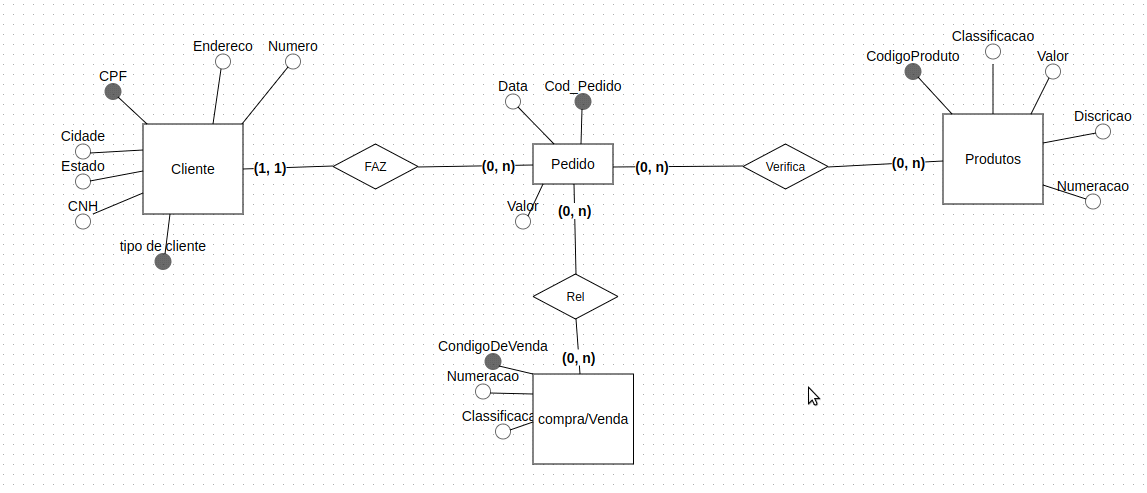 Classificacao
Endereco
Numero
CodigoProduto
Valor
CPF
Data
Cod_Pedido
Discricao
Cidade
Estado
CNH
Cliente
(1, 1)
FAZ
(0, n)
Pedido
(0, n)
Verifica
(0, n)
Produtos
Numeracao
Valor
(0, n)
tipo de cliente
Rel
CondigoDeVenda
(0, n)
Numeracao
Classificaca
compra/Venda